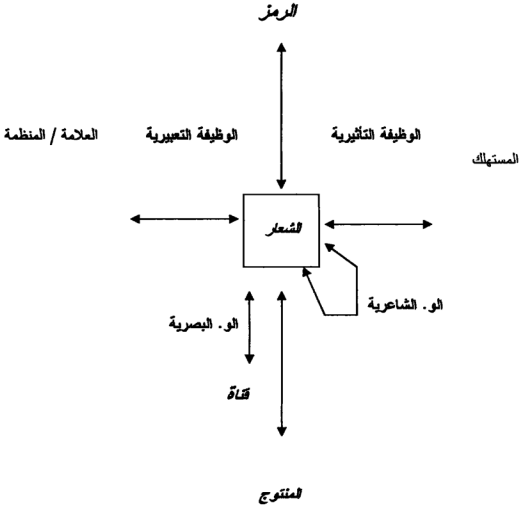 الرمز
الوظيفة التأثيرية
الوظيفة التعبيرية
العلامة / المنظمة
المستهلك
الشعار
الو. الشاعرية
الو. البصرية
قناة
المنتوج